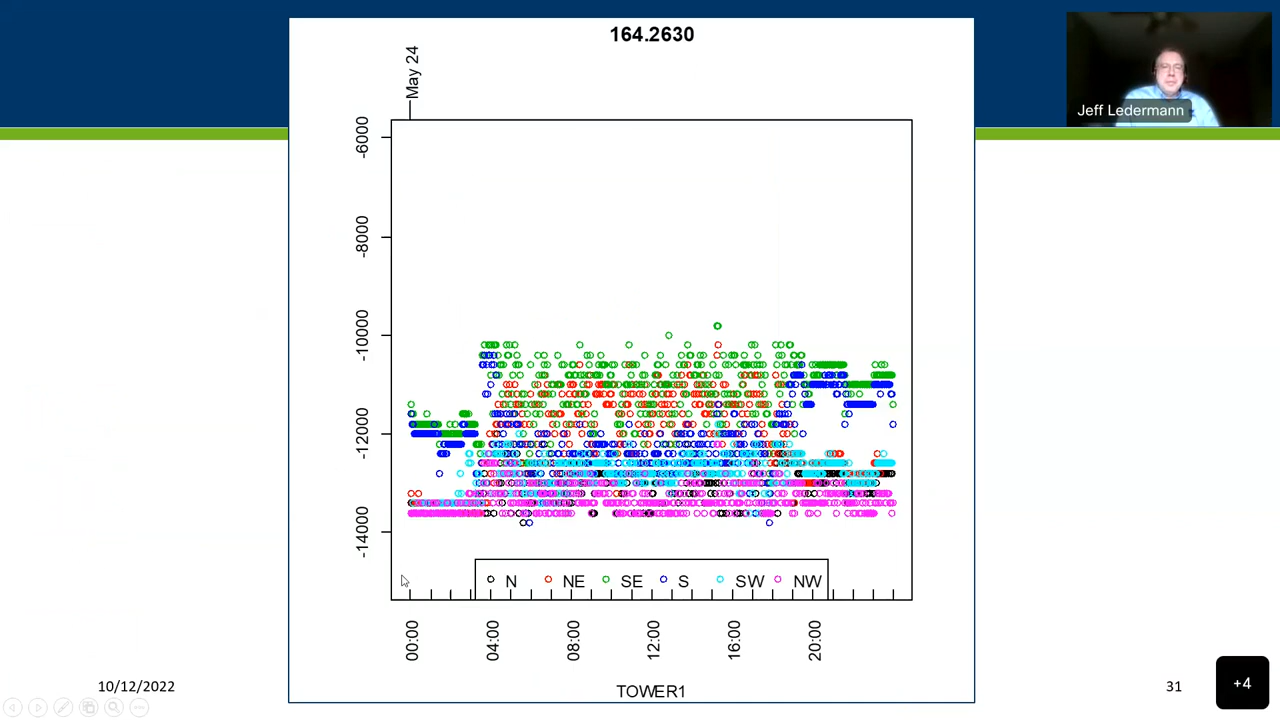 164.2630
May 24
Jeff Ledermann
-6000
-8000
-10000
-12000
-14000
N NE SE S SW NW
00:00 04:00 08:00 12:00 16:00 20:00
TOWER1
10/12/2022
31
+4